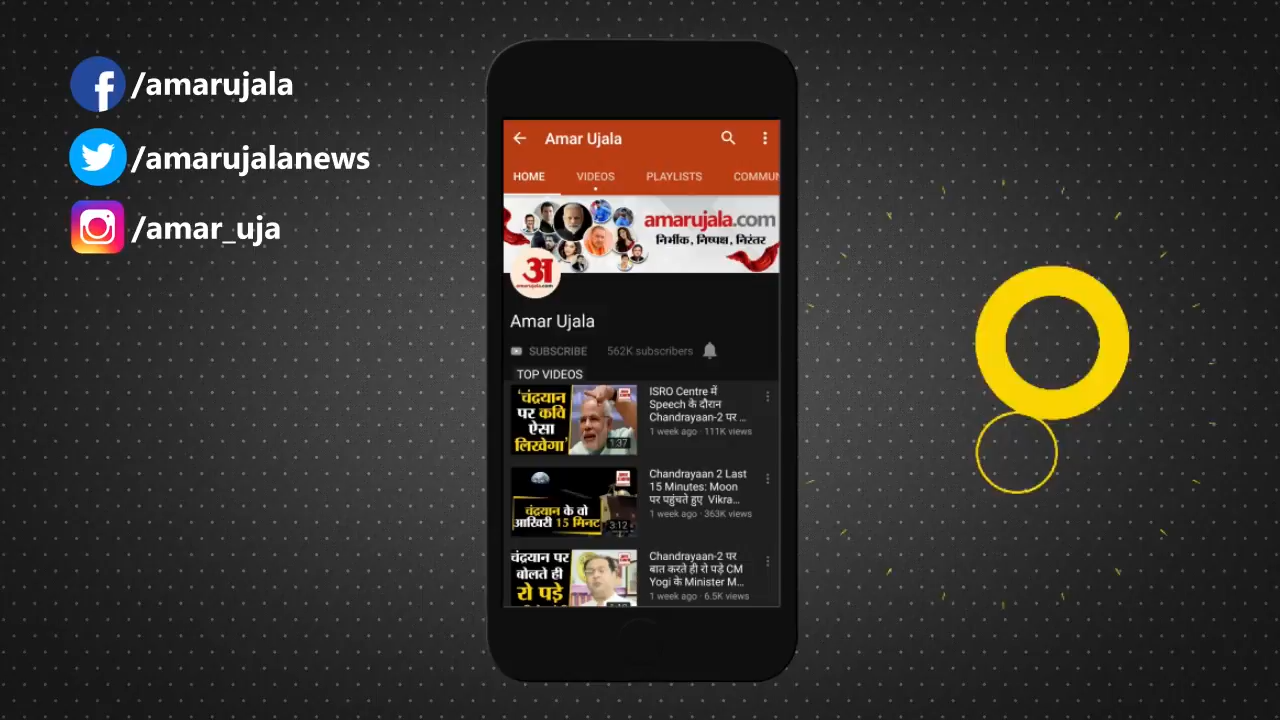 /amarujala
/amarujalanews
/amar_uja
Amar Ujala
HOME VIDEOS PLAYLISTS COMMUN
amarujala.com
निर्भीक, निष्पक्ष, निरंतर
अ
amarujala.com
Amar Ujala
SUBSCRIBE 562K subscribers
TOP VIDEOS
'चंद्रयान
पर कवि
ऐसा
लिखेगा'
1:37
ISRO Centre में
Speech के दौरान
Chandrayaan-2 पर ...
1 week ago · 111K views
चंद्रयान के वो
आखिरी 15 मिनट
3:12
Chandrayaan 2 Last
15 Minutes: Moon
पर पहुंचते हुए Vikra...
1 week ago · 363K views
चंद्रयान पर
बोलते ही
रो पड़े
Chandrayaan-2 पर
बात करते ही रो पड़े CM
Yogi के Minister M...
1 week ago · 6.5K views